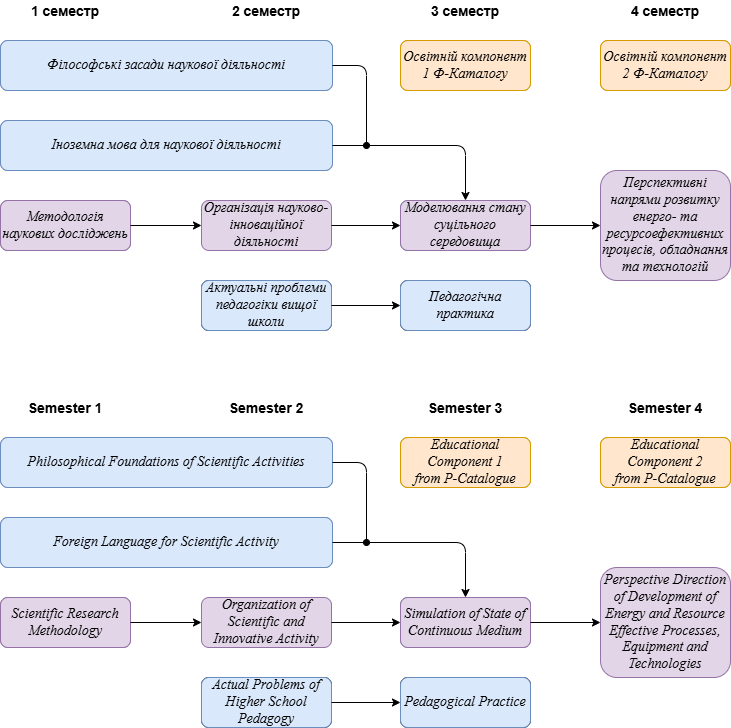 1 семестр
2 семестр
3 семестр
4 семестр
Філософські засади наукової діяльності
Освітній компонент
1 Ф-Каталогу
Освітній компонент
2 Ф-Каталогу
Іноземна мова для наукової діяльності
Методологія
наукових досліджень
Організація науково-
інноваційної
діяльності
Моделювання стану
суцільного
середовища
Перспективні
напрями розвитку
енерго- та
ресурсоефективних
процесів, обладнання
та технологій
Актуальні проблеми
педагогіки вищої
школи
Педагогічна
практика
Semester 1
Semester 2
Semester 3
Semester 4
Philosophical Foundations of Scientific Activities
Educational
Component 1
from P-Catalogue
Educational
Component 2
from P-Catalogue
Foreign Language for Scientific Activity
Scientific Research
Methodology
Organization of
Scientific and
Innovative Activity
Simulation of State of
Continuous Medium
Perspective Direction
of Development of
Energy and Resource
Effective Processes,
Equipment and
Technologies
Actual Problems of
Higher School
Pedagogy
Pedagogical Practice